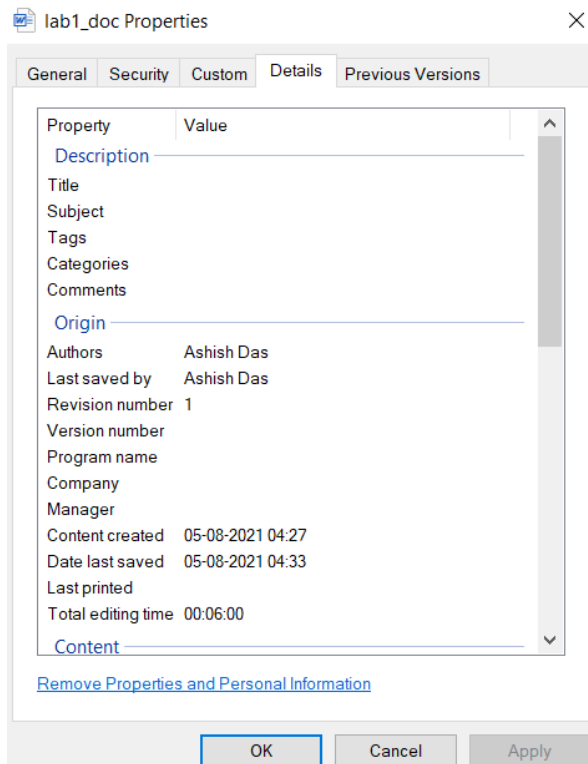 lab1_doc Properties
General Security Custom Details Previous Versions
Property Value
Description
Title
Subject
Tags
Categories
Comments
Origin
Authors Ashish Das
Last saved by Ashish Das
Revision number 1
Version number
Program name
Company
Manager
Content created 05-08-2021 04:27
Date last saved 05-08-2021 04:33
Last printed
Total editing time 00:06:00
Content
Remove Properties and Personal Information
OK Cancel Apply